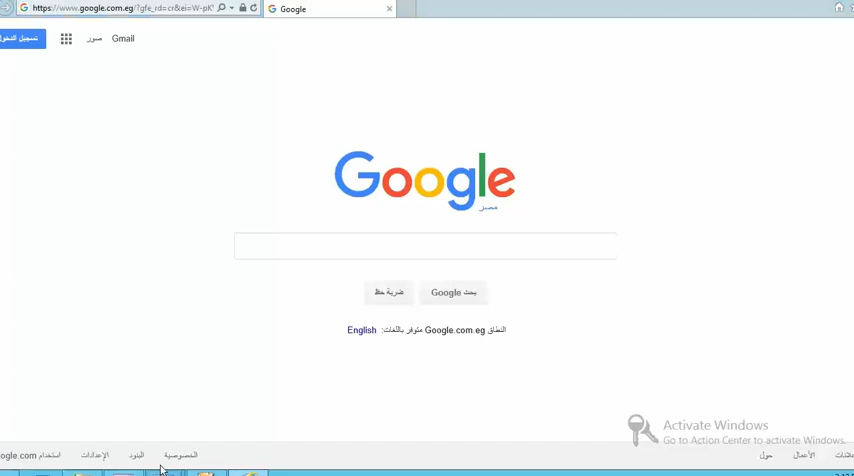 https://www.google.com.eg/?gfe_rd=cr&ei=W-pK
Google
تسجيل الدخول
صور
Gmail
Google
مصر
ضربة حظ
بحث Google
النطاق Google.com.eg متوفر باللغات: English
Activate Windows
Go to Action Center to activate Windows.
استخدام
الإعدادات
البنود
الخصوصية
حول
الأعمال